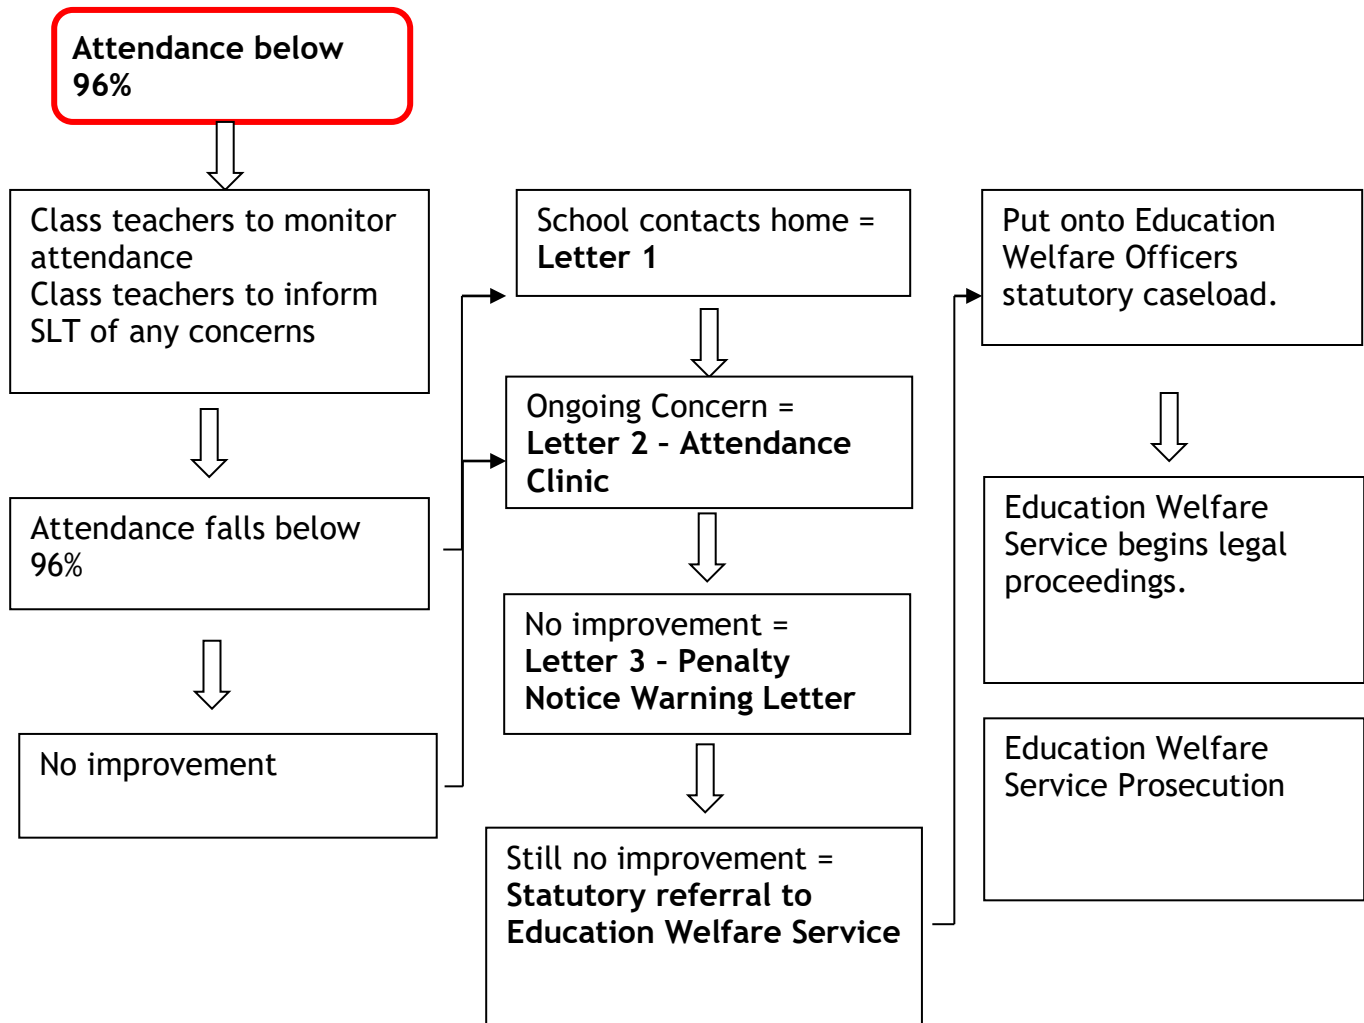 Attendance below
96%
Class teachers to monitor
attendance
Class teachers to inform
SLT of any concerns
Attendance falls below
96%
No improvement
School contacts home =
Letter 1
Ongoing Concern =
Letter 2 – Attendance
Clinic
No improvement =
Letter 3 – Penalty
Notice Warning Letter
Still no improvement =
Statutory referral to
Education Welfare Service
Put onto Education
Welfare Officers
statutory caseload.
Education Welfare
Service begins legal
proceedings.
Education Welfare
Service Prosecution